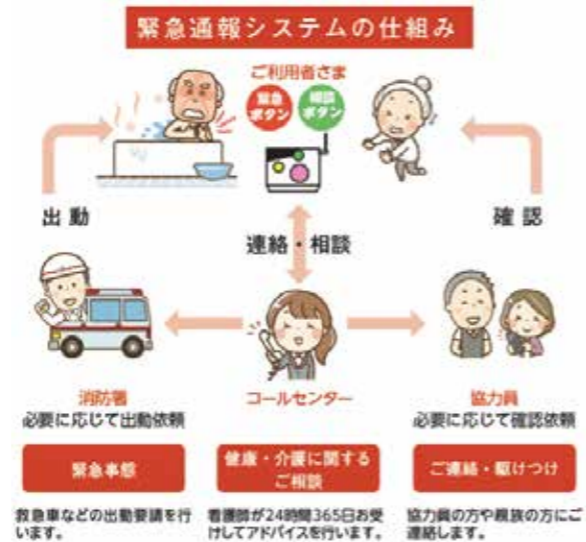 緊急通報システムの仕組み
ご利用者さま
緊急
ボタン
相談
ボタン
出動
連絡・相談
確認
消防署
必要に応じて出動依頼
コールセンター
協力員
必要に応じて確認依頼
緊急事態
健康・介護に関する
ご相談
ご連絡・駆けつけ
救急車などの出動要請を行
います。
看護師が24時間365日お受
けしてアドバイスを行います。
協力員の方や親族の方にご
連絡します。